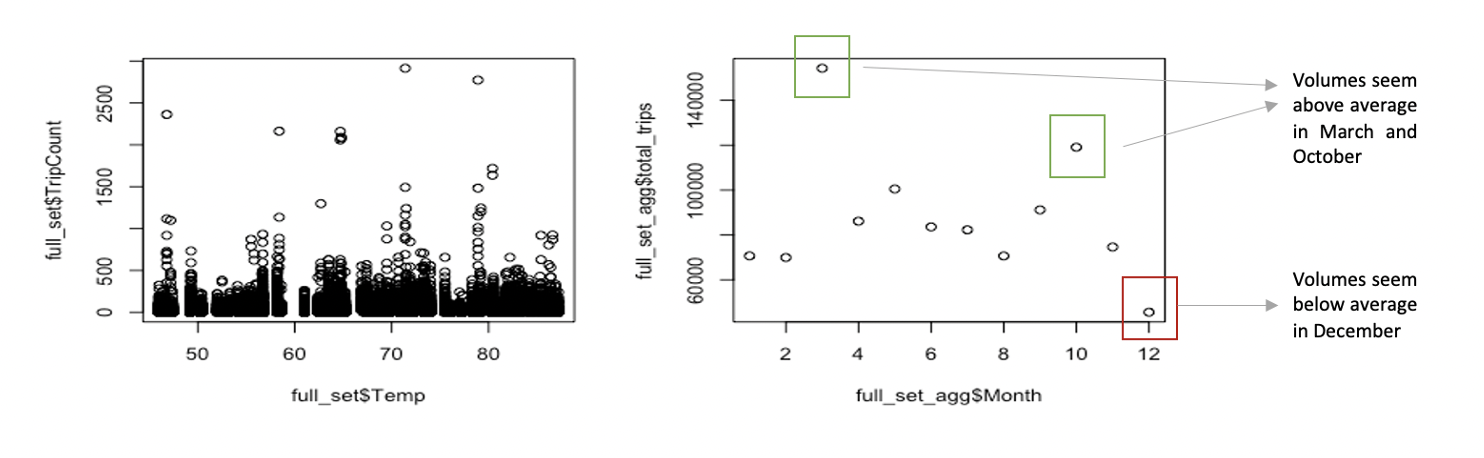 full_set$TripCount
2500
1500
500
0
50 60 70 80
full_set$Temp
full_set_agg$total_trips
140000
100000
60000
2 4 6 8 10 12
full_set_agg$Month
Volumes seem
above average
in March and
October
Volumes seem
below average
in December